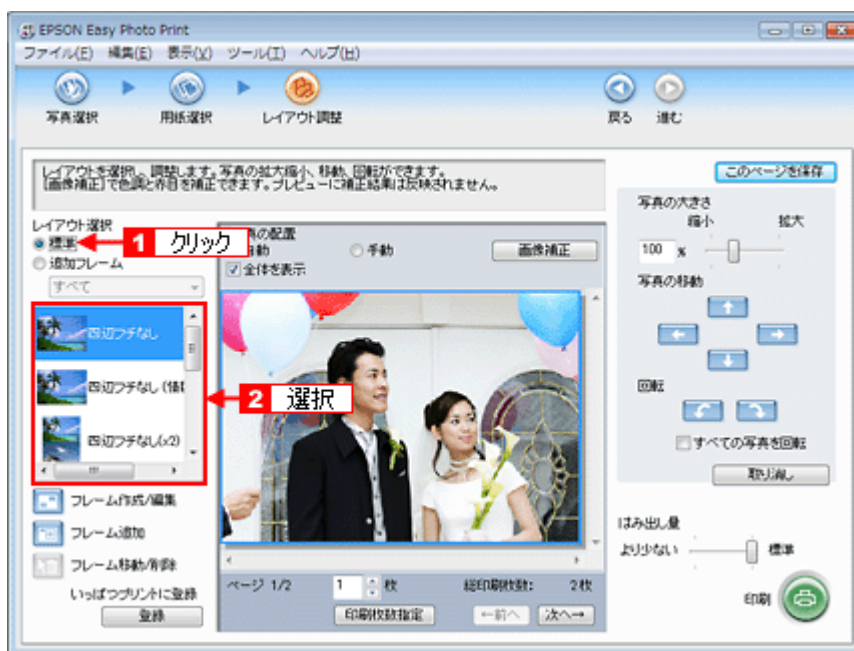 EPSON Easy Photo Print
ファイル(F) 編集(E) 表示(V) ツール(T) ヘルプ(H)
写真選択 用紙選択 レイアウト調整 戻る 進む
レイアウトを選択し、調整します。写真の拡大縮小、移動、回転ができます。
[画像補正]で色調と赤目を補正できます。プレビューに補正結果は反映されません。
このページを保存
レイアウト選択
標準
1 クリック
追加フレーム
すべて
の配置
手動
画像補正
全体を表示
四辺フチなし
四辺フチなし
四辺フチなし(x2)
2 選択
フレーム作成/編集
フレーム追加
フレーム移動/削除
いっぱつプリントに登録
登録
ページ 1/2 1 枚 総印刷枚数: 2枚
印刷枚数指定 ←前へ 次へ→
写真の大きさ
縮小 拡大
100 %
写真の移動
回転
すべての写真を回転
取り消し
はみ出し量
より少ない 標準
印刷